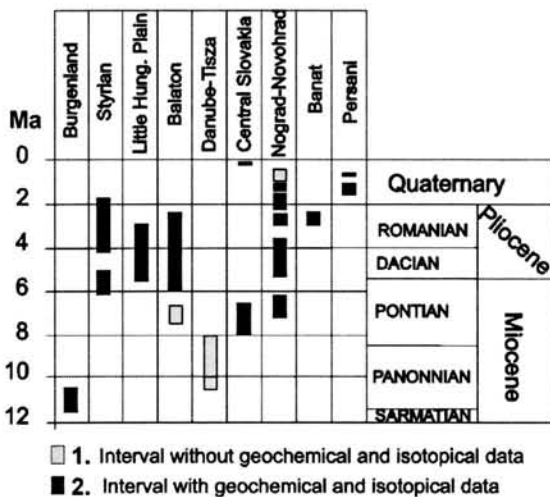 Burgenland
Styrian
Little Hung. Plain
Balaton
Danube-Tisza
Central Slovakia
Nograd-Novohrad
Banat
Persani
Ma
0
2
4
6
8
10
12
Quaternary
ROMANIAN
DACIAN
PONTIAN
PANONNIAN
SARMATIAN
Pliocene
Miocene
1. Interval without geochemical and isotopical data
2. Interval with geochemical and isotopical data